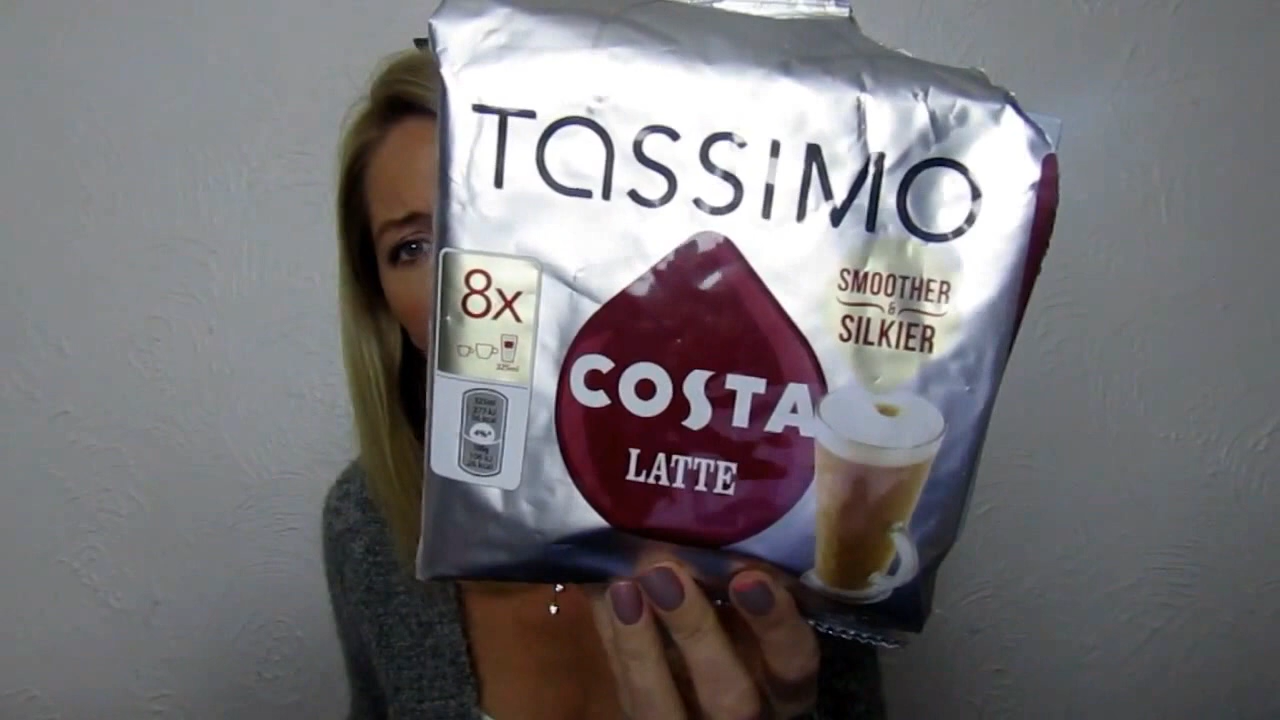 TASSIMO
SMOOTHER
&
SILKIER
8x
325ml
COSTA
LATTE